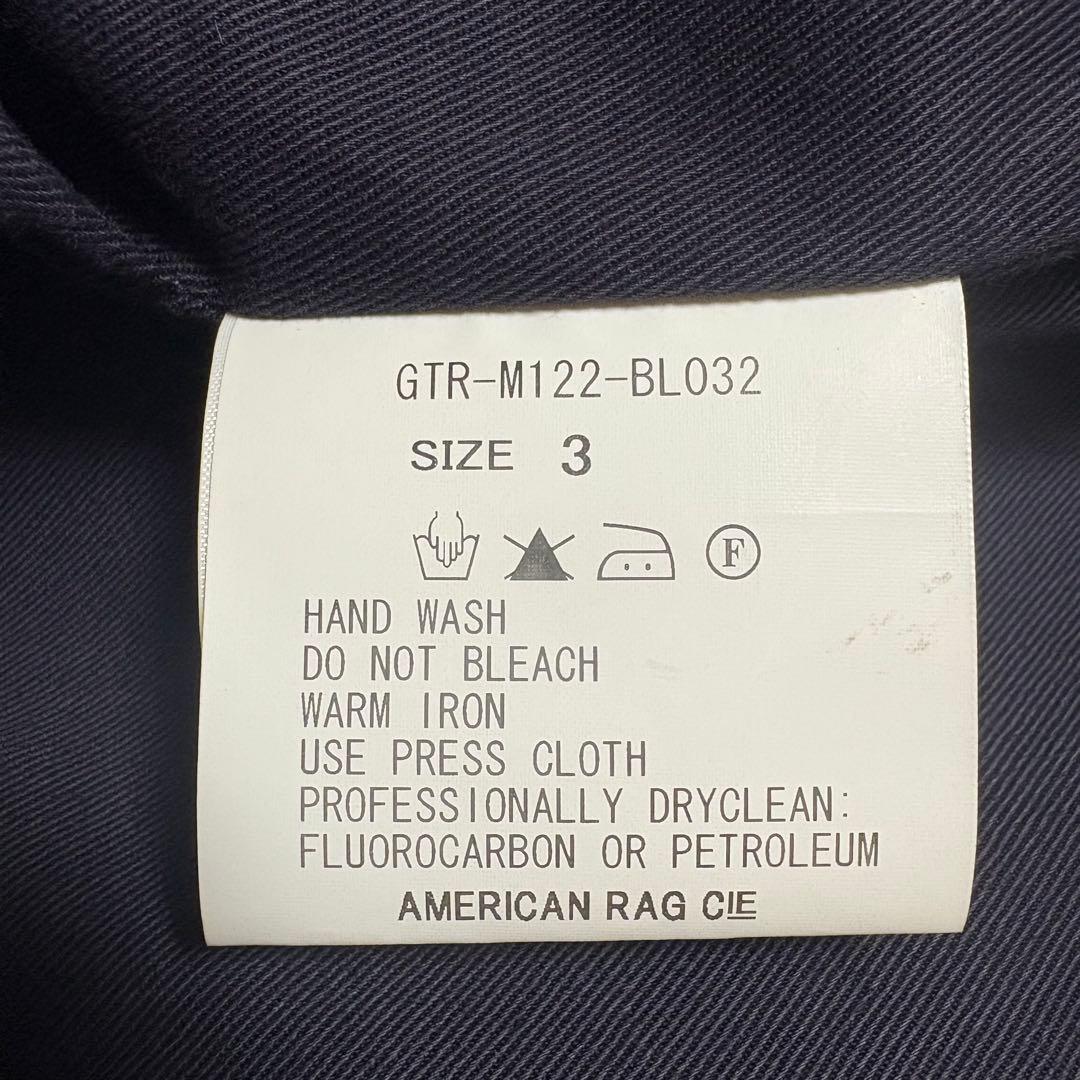 GTR-M122-BL032
SIZE 3
F
HAND WASH
DO NOT BLEACH
WARM IRON
USE PRESS CLOTH
PROFESSIONALLY DRYCLEAN:
FLUOROCARBON OR PETROLEUM
AMERICAN RAG CIE